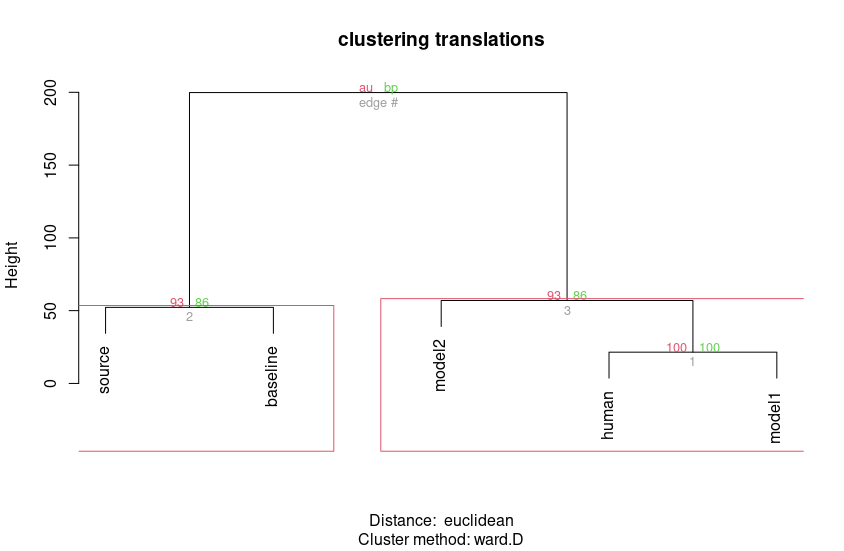 clustering translations
au bp
edge #
Height
200
150
100
50
0
93 86
2
93 86
3
100 100
1
source
baseline
model2
human
model1
Distance: euclidean
Cluster method: ward.D